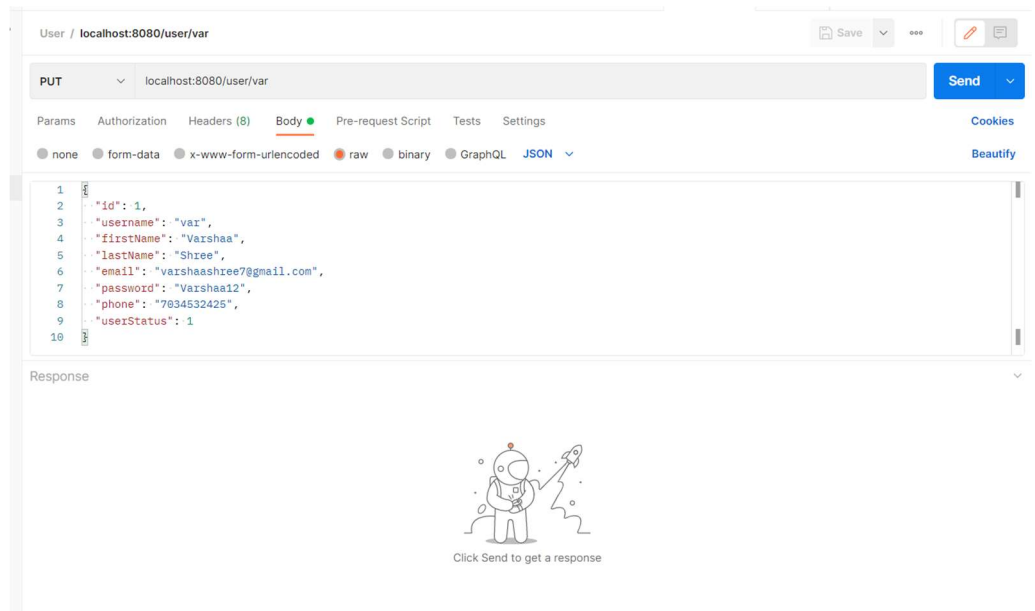 User / localhost:8080/user/var
Save
PUT localhost:8080/user/var
Send
Params Authorization Headers (8) Body Pre-request Script Tests Settings Cookies
none form-data x-www-form-urlencoded raw binary GraphQL JSON Beautify
1 {
2 "id": 1,
3 "username": "var",
4 "firstName": "Varshaa",
5 "lastName": "Shree",
6 "email": "varshaashree7@gmail.com",
7 "password": "Varshaa12",
8 "phone": "7034532425",
9 "userStatus": 1
10 }
Response
Click Send to get a response